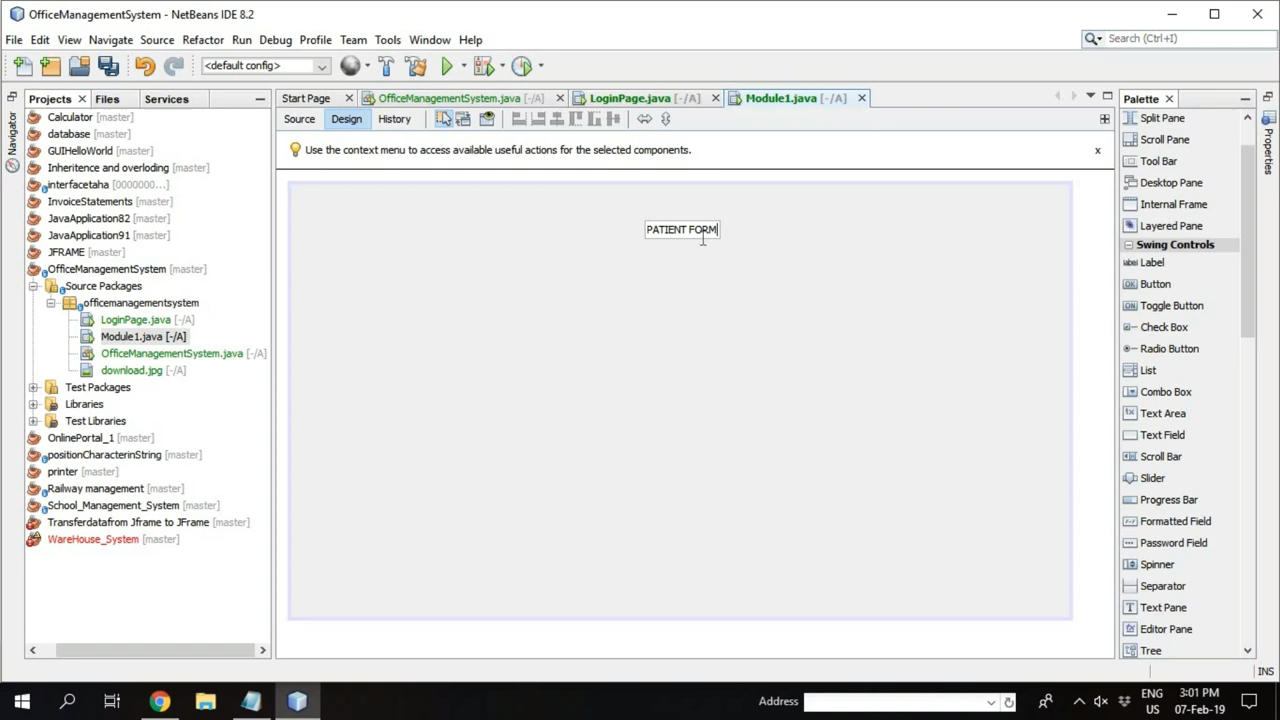 OfficeManagementSystem - NetBeans IDE 8.2
File Edit View Navigate Source Refactor Run Debug Profile Team Tools Window Help
Search (Ctrl+I)
<default config>
Projects Files Services
Start Page OfficeManagementSystem.java [-/A] LoginPage.java [-/A] Module1.java [-/A]
Palette
Navigator
Properties
Source Design History
Use the context menu to access available useful actions for the selected components.
x
PATIENT FORM
Calculator [master]
database [master]
GUIHelloWorld [master]
Inheritence and overloding [master]
interfacetaha [0000000...]
InvoiceStatements [master]
JavaApplication82 [master]
JavaApplication91 [master]
JFRAME [master]
OfficeManagementSystem [master]
Source Packages
officemanagementsystem
LoginPage.java [-/A]
Module1.java [-/A]
OfficeManagementSystem.java [-/A]
download.jpg [-/A]
Test Packages
Libraries
Test Libraries
OnlinePortal_1 [master]
positionCharacterinString [master]
printer [master]
Railway management [master]
School_Management_System [master]
Transferdatafrom Jframe to JFrame [master]
WareHouse_System [master]
Split Pane
Scroll Pane
Tool Bar
Desktop Pane
Internal Frame
Layered Pane
Swing Controls
label Label
OK Button
OK Toggle Button
Check Box
Radio Button
List
Combo Box
Text Area
Text Field
Scroll Bar
Slider
Progress Bar
Formatted Field
Password Field
Spinner
Separator
T Text Pane
Editor Pane
Tree
INS
Address
ENG
US
3:01 PM
07-Feb-19